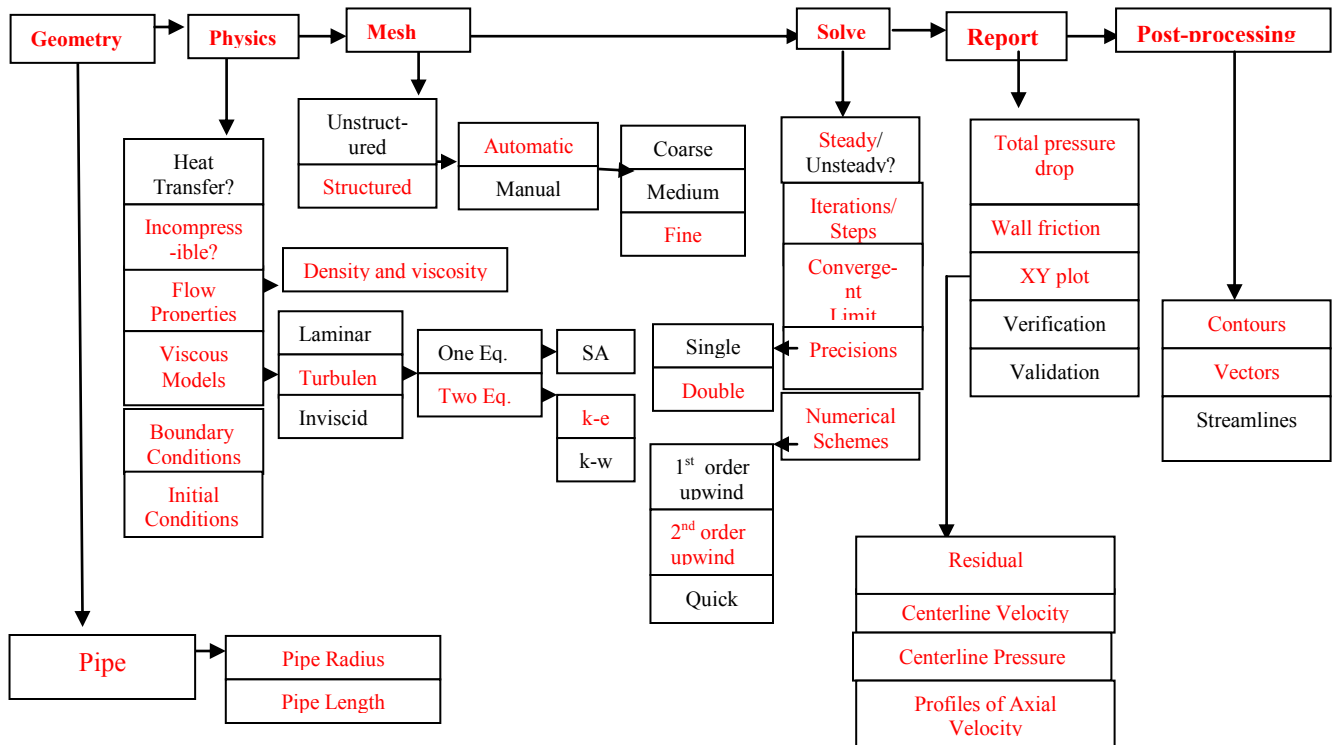 Geometry
Physics
Mesh
Solve
Report
Post-processing
Heat
Transfer?
Incompress
-ible?
Flow
Properties
Viscous
Models
Boundary
Conditions
Initial
Conditions
Density and viscosity
Laminar
Turbulen
Inviscid
One Eq.
Two Eq.
SA
k-e
k-w
Unstruct-
ured
Structured
Automatic
Manual
Coarse
Medium
Fine
Steady/
Unsteady?
Iterations/
Steps
Converge-
nt
Limit
Precisions
Numerical
Schemes
Single
Double
1st order
upwind
2nd order
upwind
Quick
Total pressure
drop
Wall friction
XY plot
Verification
Validation
Residual
Centerline Velocity
Centerline Pressure
Profiles of Axial
Velocity
Contours
Vectors
Streamlines
Pipe
Pipe Radius
Pipe Length